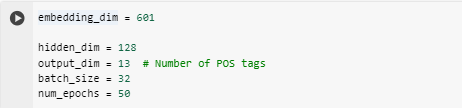 embedding_dim = 601
hidden_dim = 128
output_dim = 13  # Number of POS tags
batch_size = 32
num_epochs = 50